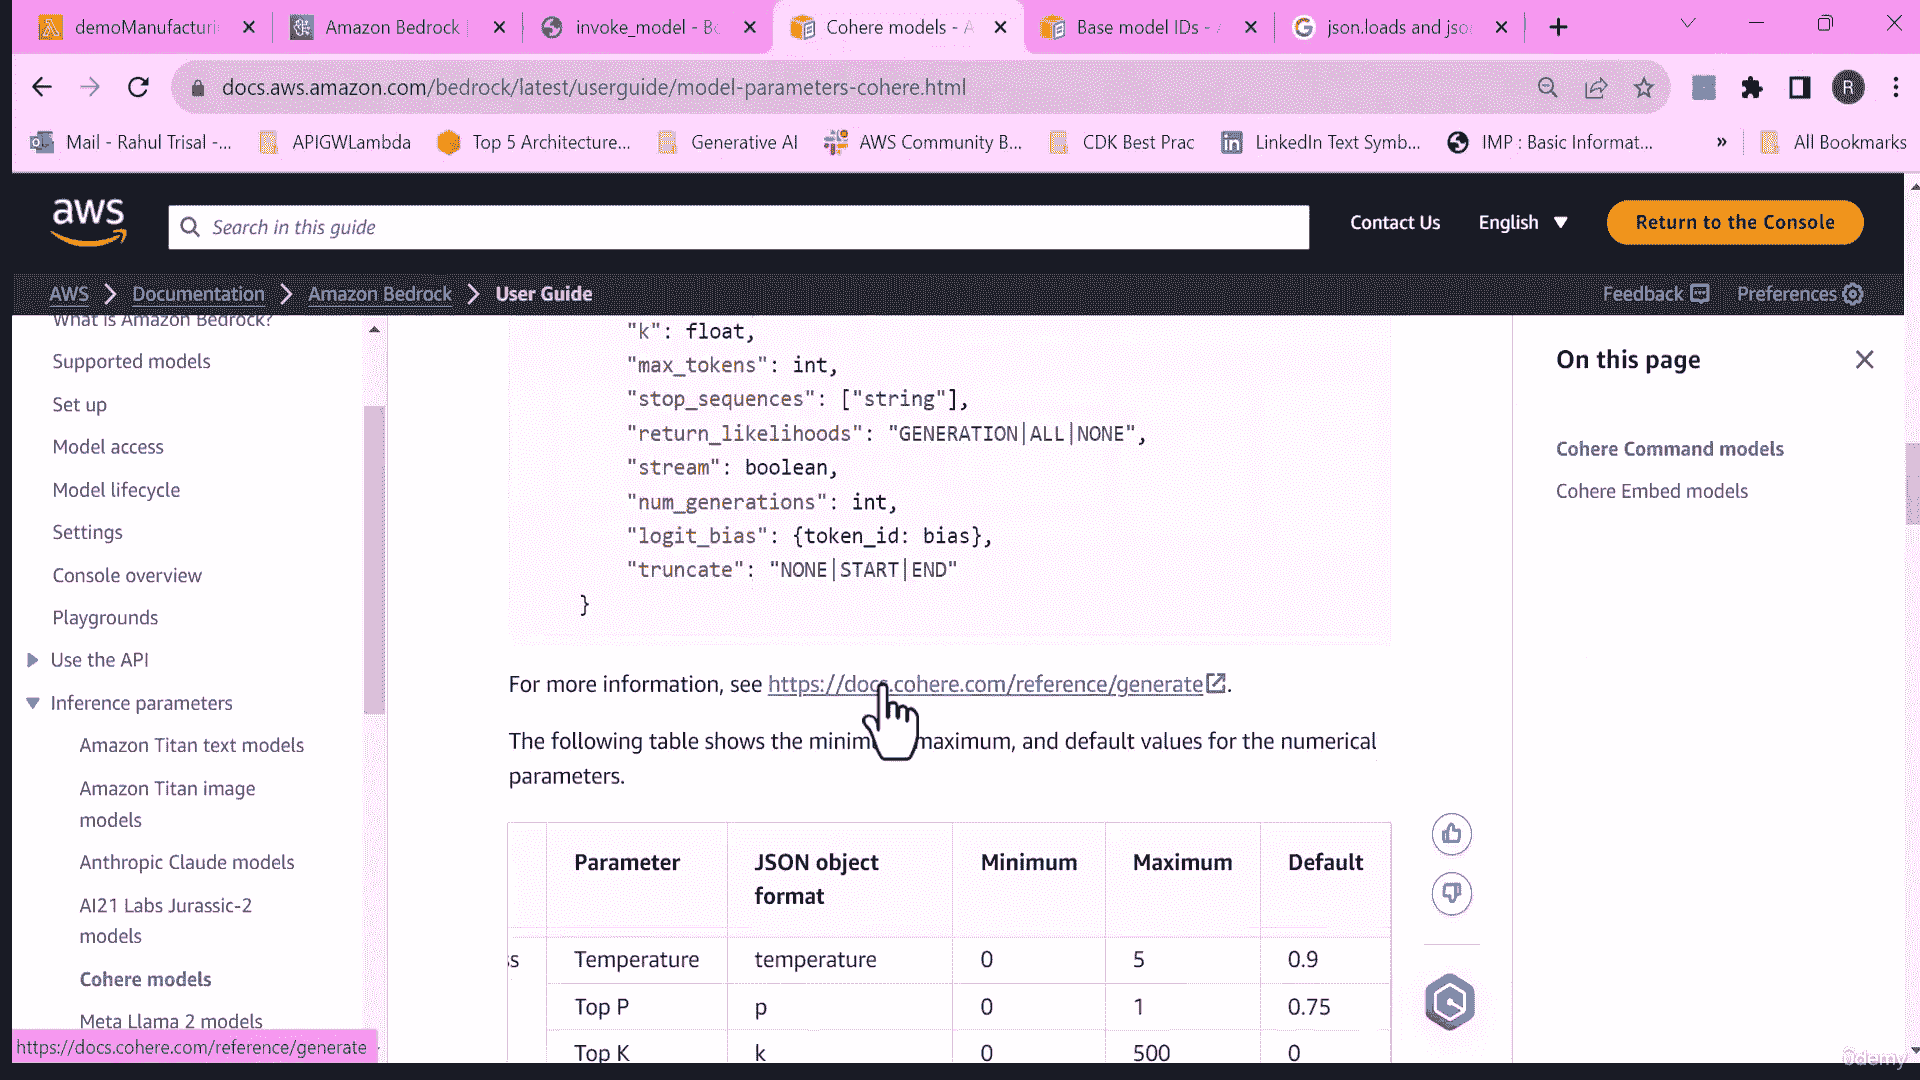 demoManufacturi
Amazon Bedrock
invoke_model - Bo
Cohere models - A
Base model IDs - A
json.loads and jso
docs.aws.amazon.com/bedrock/latest/userguide/model-parameters-cohere.html
R
Mail - Rahul Trisal -...
APIGWLambda
Top 5 Architecture...
Generative AI
AWS Community B...
CDK Best Prac
LinkedIn Text Symb...
IMP : Basic Informat...
»
All Bookmarks
aws
Search in this guide
Contact Us
English
Return to the Console
AWS
Documentation
Amazon Bedrock
User Guide
Feedback
Preferences
What is Amazon Bedrock?
Supported models
Set up
Model access
Model lifecycle
Settings
Console overview
Playgrounds
Use the API
Inference parameters
Amazon Titan text models
Amazon Titan image
models
Anthropic Claude models
AI21 Labs Jurassic-2
models
Cohere models
Meta Llama 2 models
"k": float,
"max_tokens": int,
"stop_sequences": ["string"],
"return_likelihoods": "GENERATION|ALL|NONE",
"stream": boolean,
"num_generations": int,
"logit_bias": {token_id: bias},
"truncate": "NONE|START|END"
}
For more information, see https://docs.cohere.com/reference/generate.
The following table shows the minim maximum, and default values for the numerical
parameters.
Parameter
JSON object
format
Minimum
Maximum
Default
Temperature temperature 0 5 0.9
Top P p 0 1 0.75
Top K k 0 500 0
On this page
Cohere Command models
Cohere Embed models
https://docs.cohere.com/reference/generate